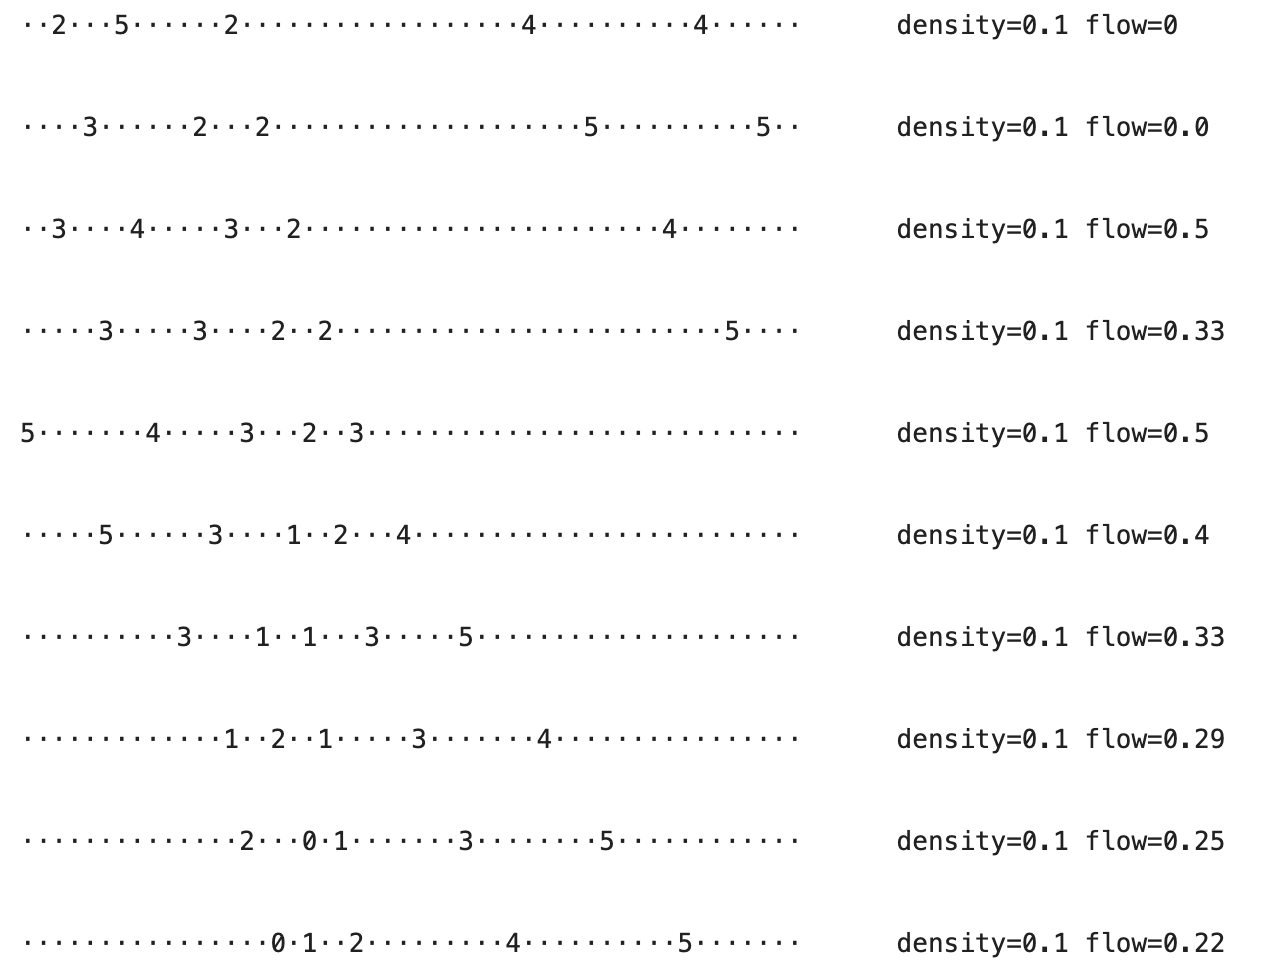 ··2···5······2··················4··········4······ density=0.1 flow=0
····3······2···2····················5··········5·· density=0.1 flow=0.0
··3····4·····3···2·······················4········ density=0.1 flow=0.5
·····3·····3····2··2·························5···· density=0.1 flow=0.33
5·······4·····3···2··3···························· density=0.1 flow=0.5
·····5······3····1··2···4························· density=0.1 flow=0.4
··········3····1··1···3·····5····················· density=0.1 flow=0.33
·············1··2··1·····3·······4················ density=0.1 flow=0.29
··············2···0·1·······3········5············ density=0.1 flow=0.25
················0·1··2·········4··········5······· density=0.1 flow=0.22